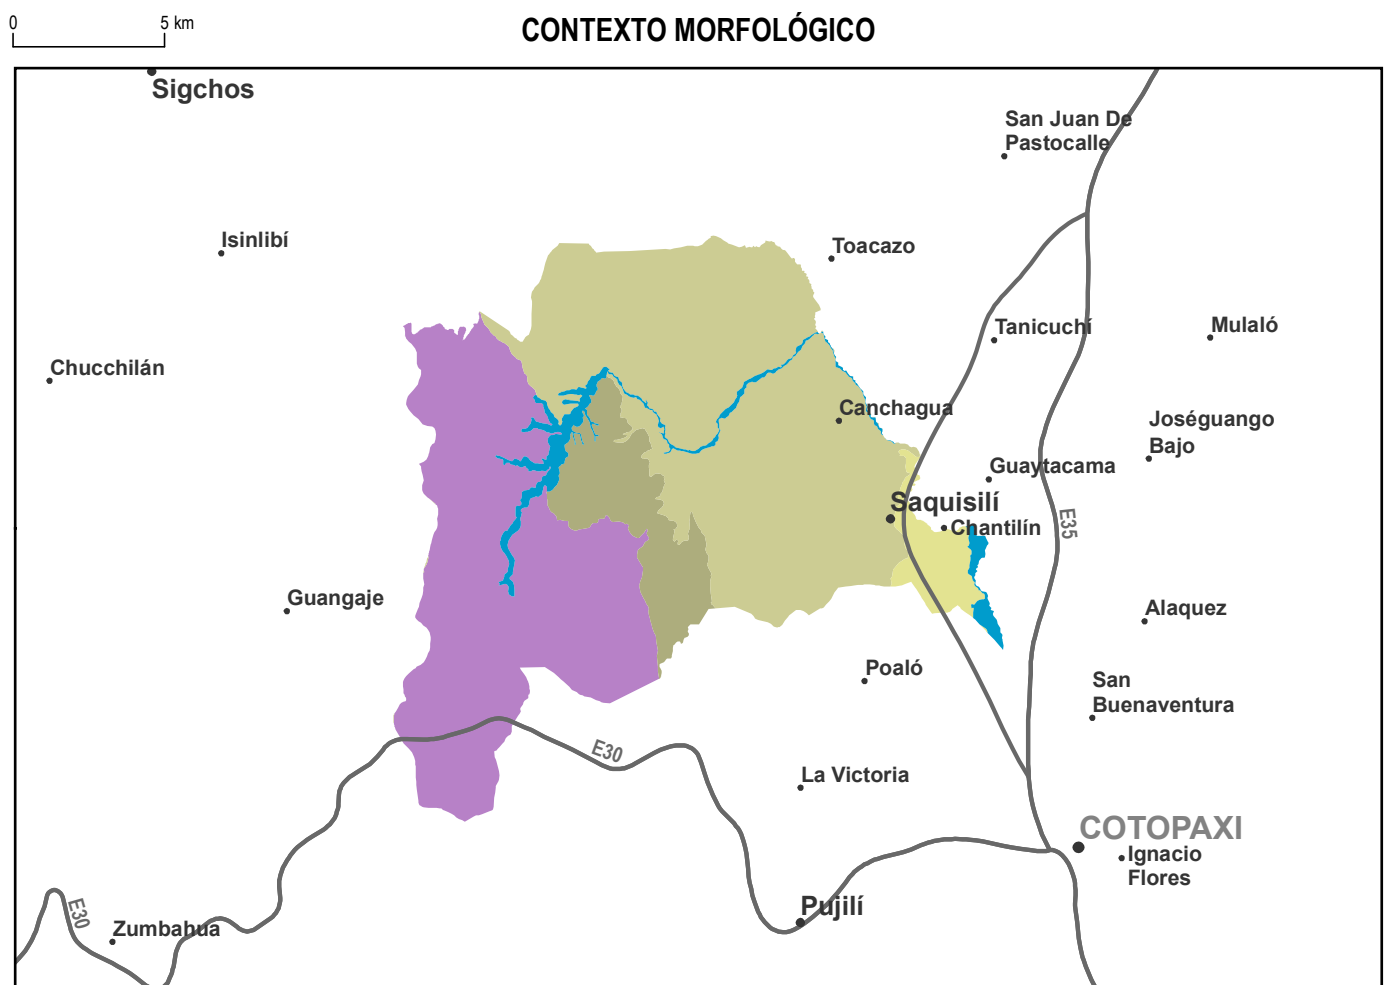 0 5 km
CONTEXTO MORFOLÓGICO
Sigchos
San Juan De
Pastocalle
Isinlibí
Toacazo
Tanicuchí
Mulaló
Chucchilán
Canchagua
Joséguango
Bajo
Guaytacama
Saquisilí
Chantilín
E35
Guangaje
Alaquez
Poaló
San
Buenaventura
E30
La Victoria
COTOPAXI
Ignacio
Flores
Pujilí
E30
Zumbahua